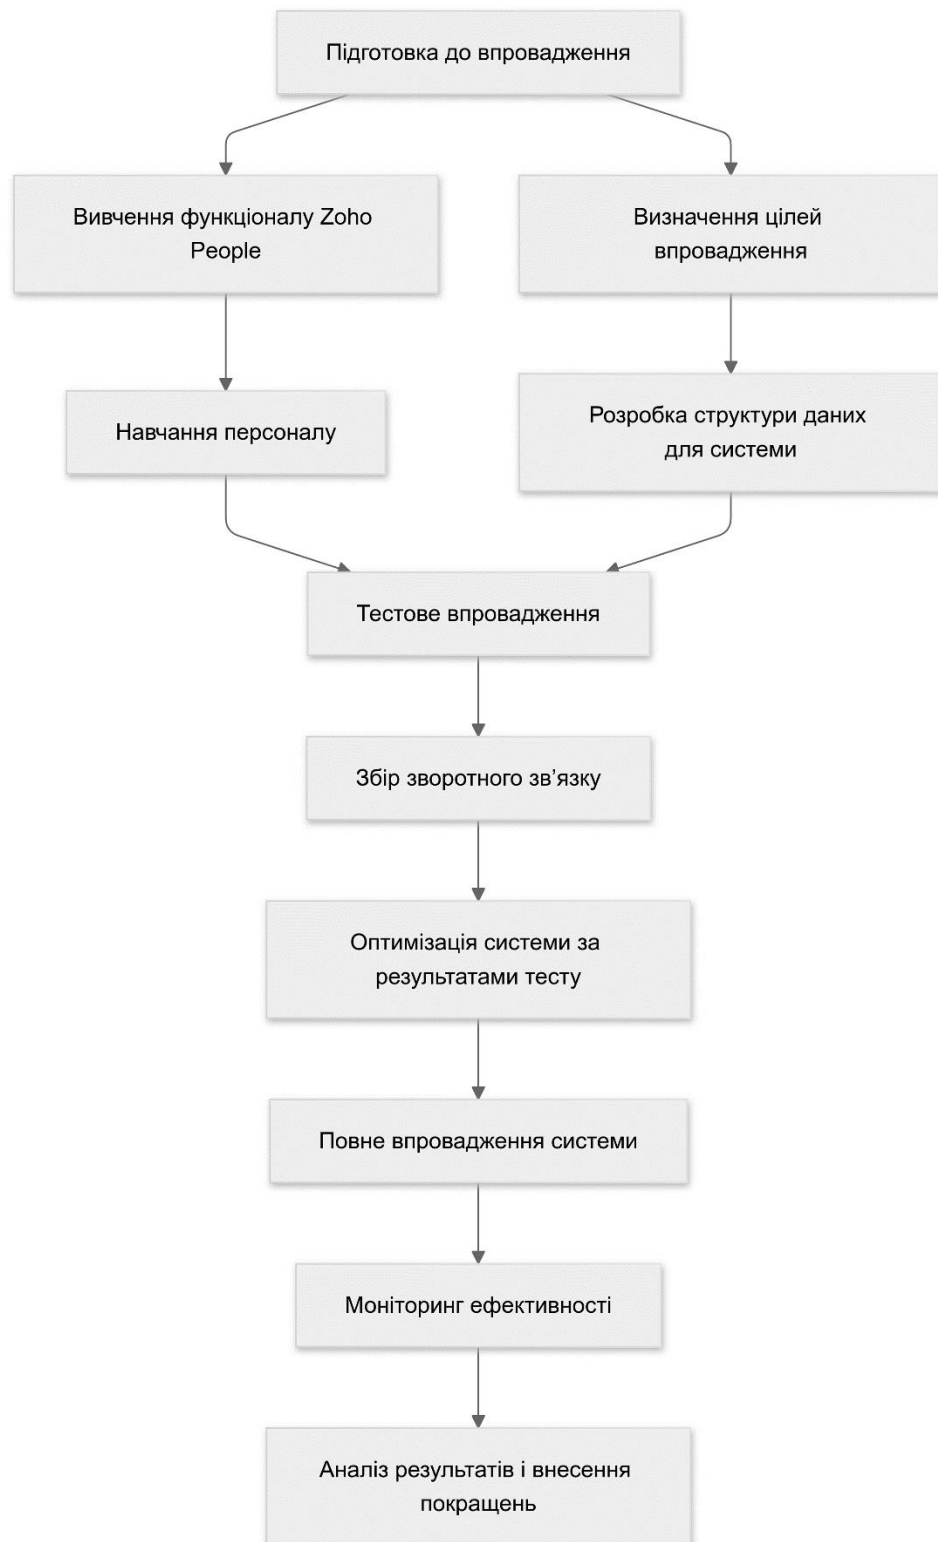 Підготовка до впровадження
Вивчення функціоналу Zoho
People
Визначення цілей
впровадження
Навчання персоналу
Розробка структури даних
для системи
Тестове впровадження
Збір зворотного зв’язку
Оптимізація системи за
результатами тесту
Повне впровадження системи
Моніторинг ефективності
Аналіз результатів і внесення
покращень